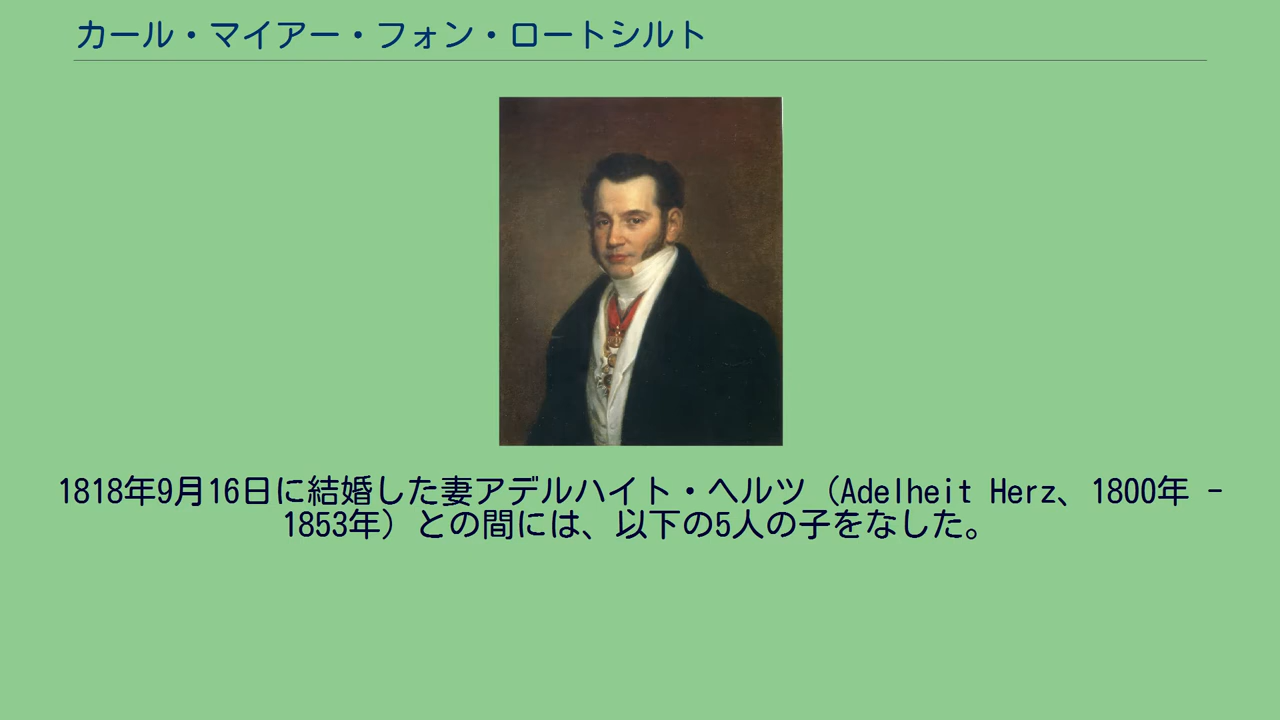 カール・マイアー・フォン・ロートシルト
1818年9月16日に結婚した妻アデルハイト・ヘルツ（Adelheit Herz、1800年 -
1853年）との間には、以下の5人の子をなした。